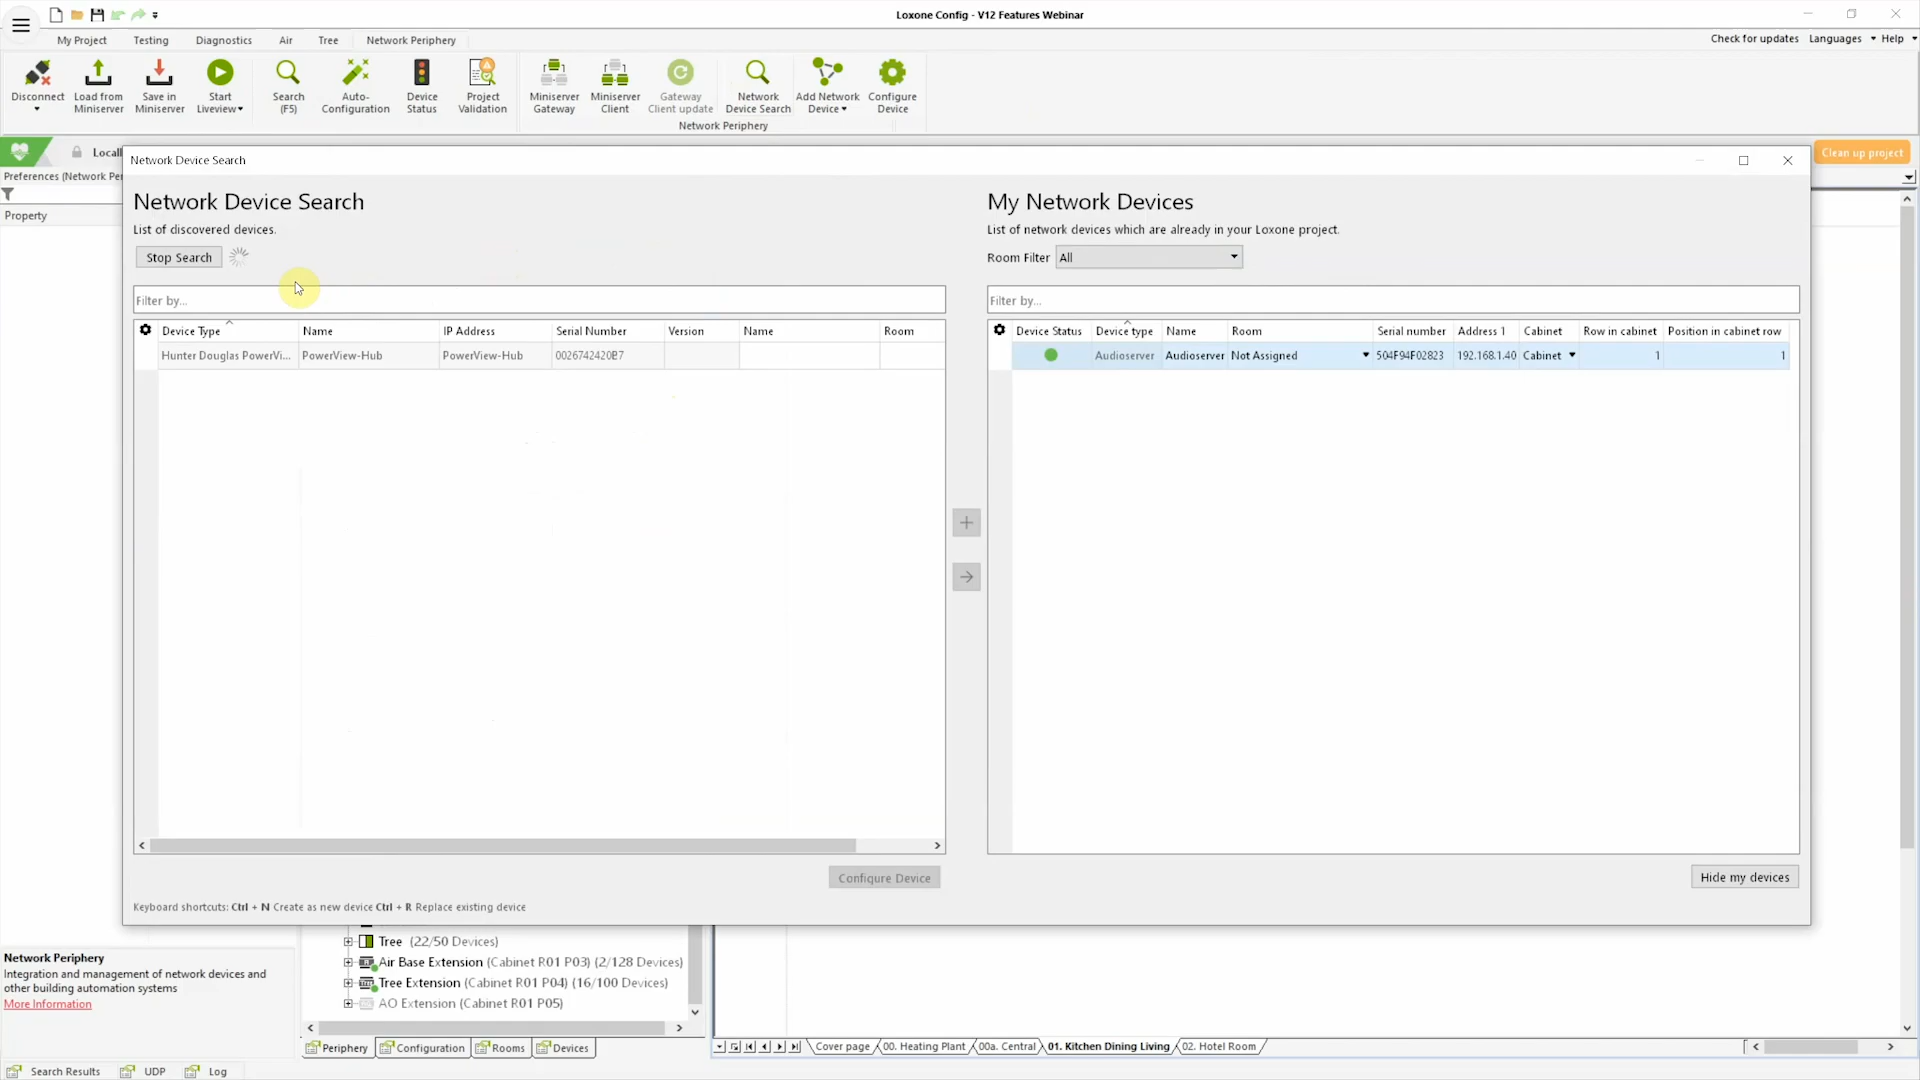 Loxone Config - V12 Features Webinar
My Project Testing Diagnostics Air Tree Network Periphery
Check for updates Languages Help
Disconnect
Load from Miniserver
Save in Miniserver
Start Liveview
Search (F5)
Auto-Configuration
Device Status
Project Validation
Miniserver Gateway
Miniserver Client
Gateway Client update
Network Device Search
Add Network Device
Configure Device
Network Periphery
Clean up project
Network Device Search
Preferences (Network Per
Property
Network Device Search
List of discovered devices.
Stop Search
Filter by...
Device Type Name IP Address Serial Number Version Name Room
Hunter Douglas PowerVi... PowerView-Hub PowerView-Hub
My Network Devices
List of network devices which are already in your Loxone project.
Room Filter All
Filter by...
Device Status Device type Name Room Serial number Address 1 Cabinet Row in cabinet Position in cabinet row
Audioserver Audioserver Not Assigned 504F94F02823 192.168.1.40 Cabinet 1 1
Configure Device
Hide my devices
Keyboard shortcuts: Ctrl + N Create as new device Ctrl + R Replace existing device
Network Periphery
Integration and management of network devices and
other building automation systems
More Information
Tree (22/50 Devices)
Air Base Extension (Cabinet R01 P03) (2/128 Devices)
Tree Extension (Cabinet R01 P04) (16/100 Devices)
AO Extension (Cabinet R01 P05)
Periphery Configuration Rooms Devices
Cover page 00. Heating Plant 00a. Central 01. Kitchen Dining Living 02. Hotel Room
Search Results UDP Log